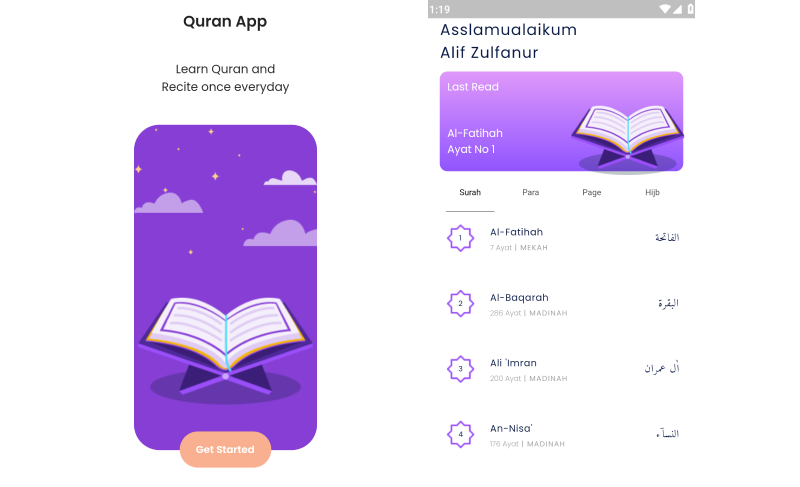 Quran App
Learn Quran and
Recite once everyday
Get Started
1:19
Asslamualaikum
Alif Zulfanur
Last Read
Al-Fatihah
Ayat No 1
Surah Para Page Hijb
1 Al-Fatihah الفاتحة
7 Ayat | MEKAH
2 Al-Baqarah البقرة
286 Ayat | MADINAH
3 Ali 'Imran اٰل عمران
200 Ayat | MADINAH
4 An-Nisa' النساۤء
176 Ayat | MADINAH